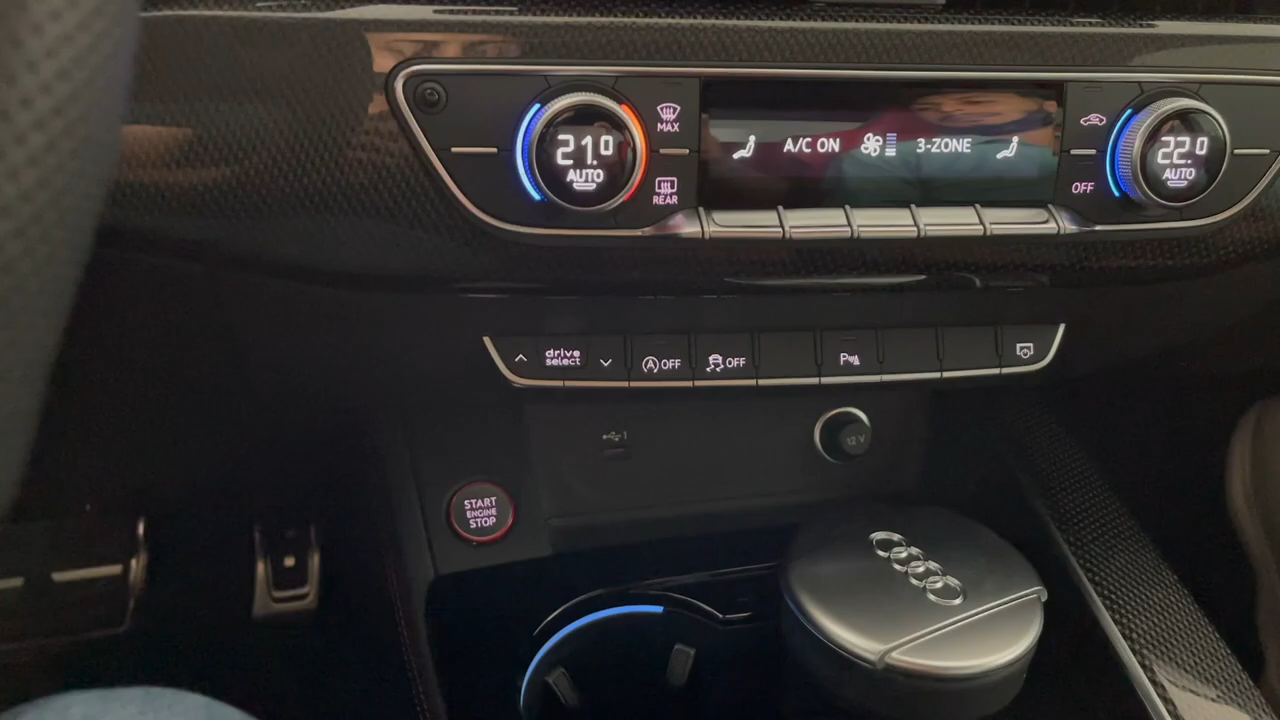 21.0
AUTO
MAX
REAR
A/C ON
3-ZONE
OFF
22.0
AUTO
drive
select
A OFF
OFF
P
1
12 V
START
ENGINE
STOP